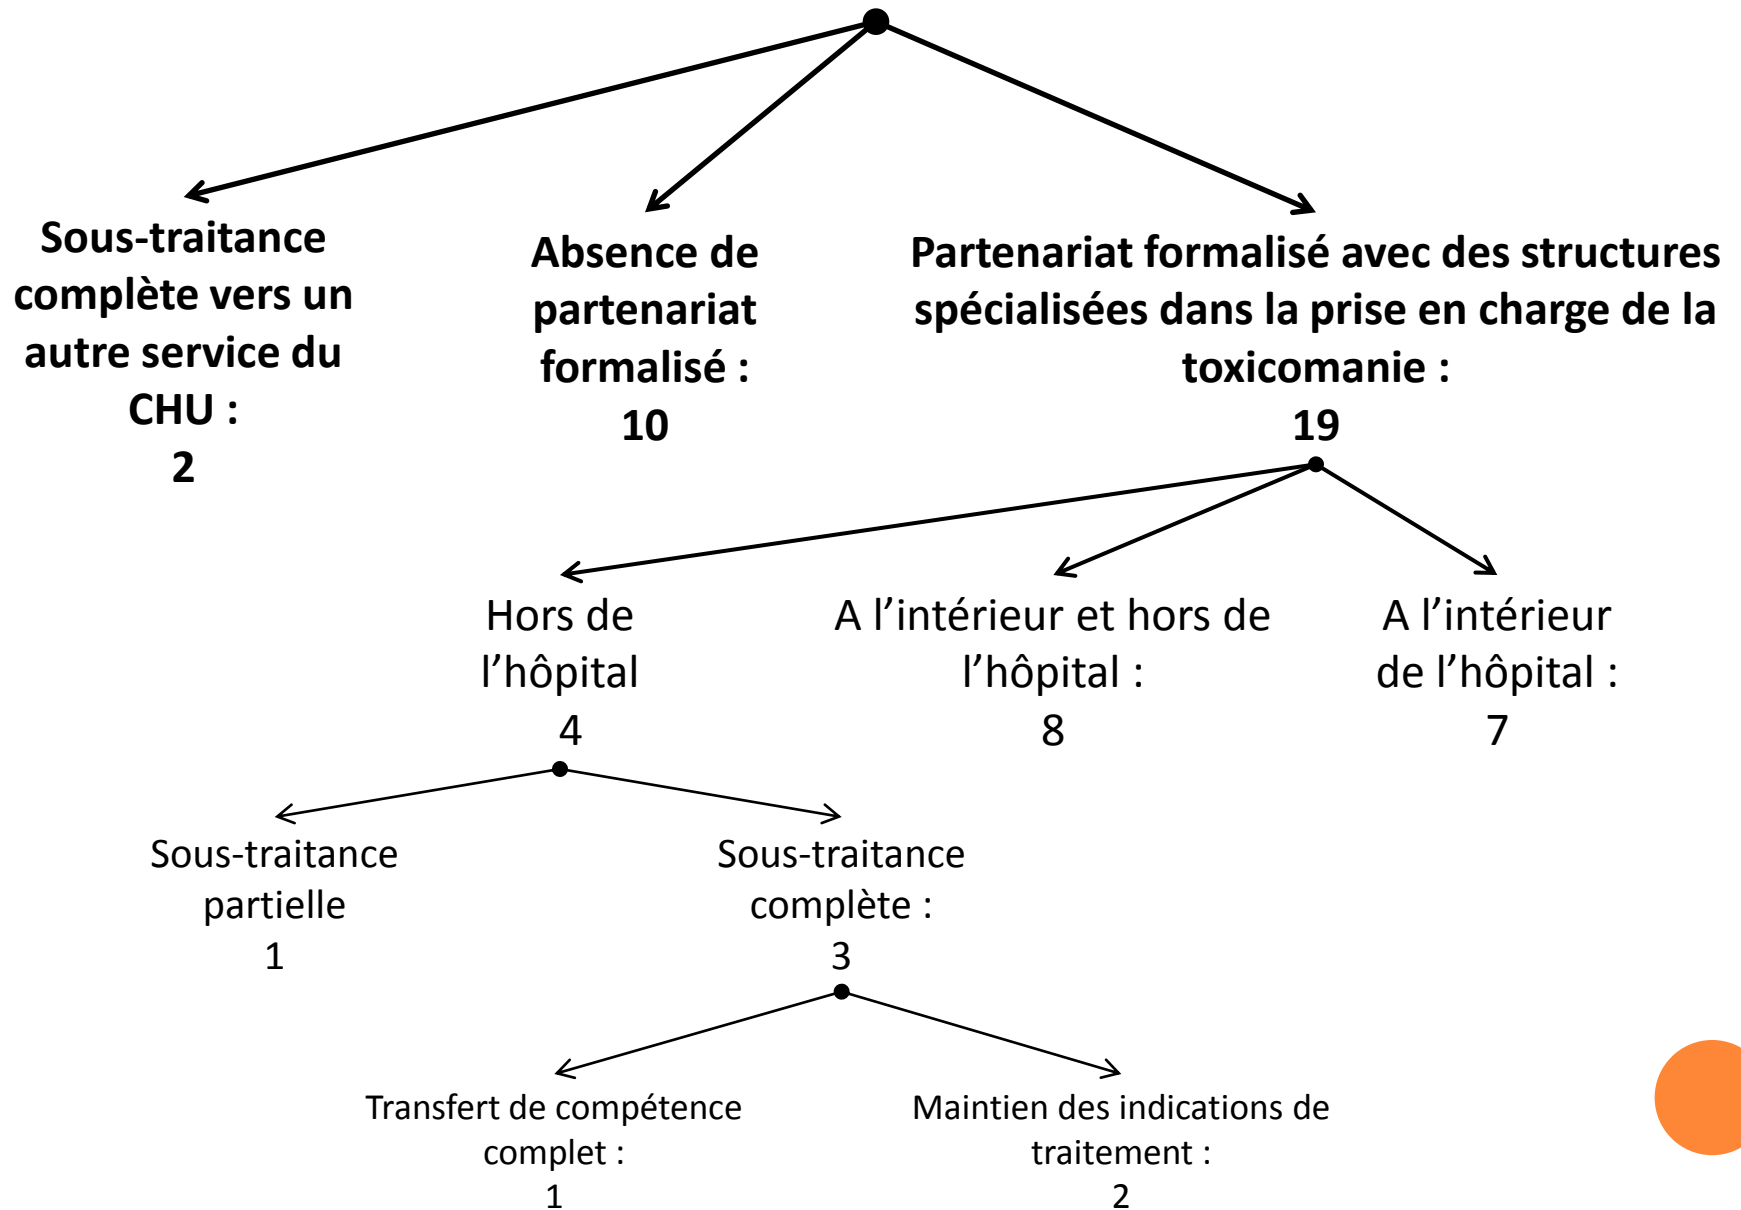 Sous-traitance
complète vers un
autre service du
CHU :
2
Absence de
partenariat
formalisé :
10
Partenariat formalisé avec des structures
spécialisées dans la prise en charge de la
toxicomanie :
19
Hors de
l’hôpital
4
A l’intérieur et hors de
l’hôpital :
8
A l’intérieur
de l’hôpital :
7
Sous-traitance
partielle
1
Sous-traitance
complète :
3
Transfert de compétence
complet :
1
Maintien des indications de
traitement :
2